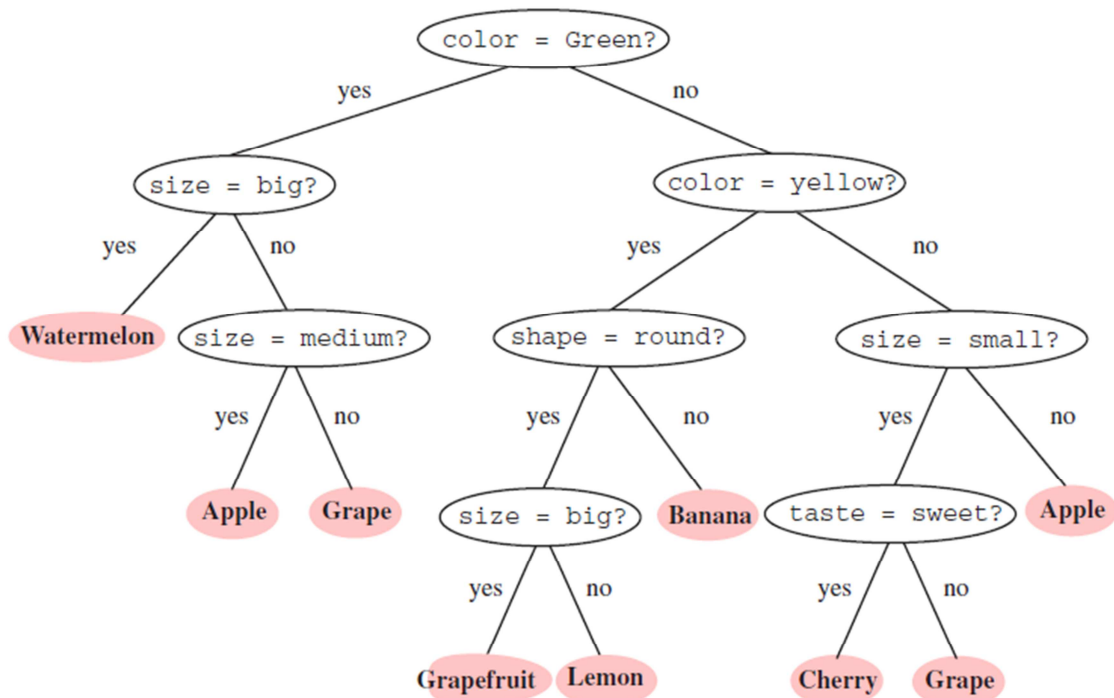 color = Green?
yes
no
size = big?
color = yellow?
yes
no
yes
no
Watermelon
size = medium?
shape = round?
size = small?
yes
no
yes
no
yes
no
Apple
Grape
size = big?
Banana
taste = sweet?
Apple
yes
no
yes
no
Grapefruit
Lemon
Cherry
Grape